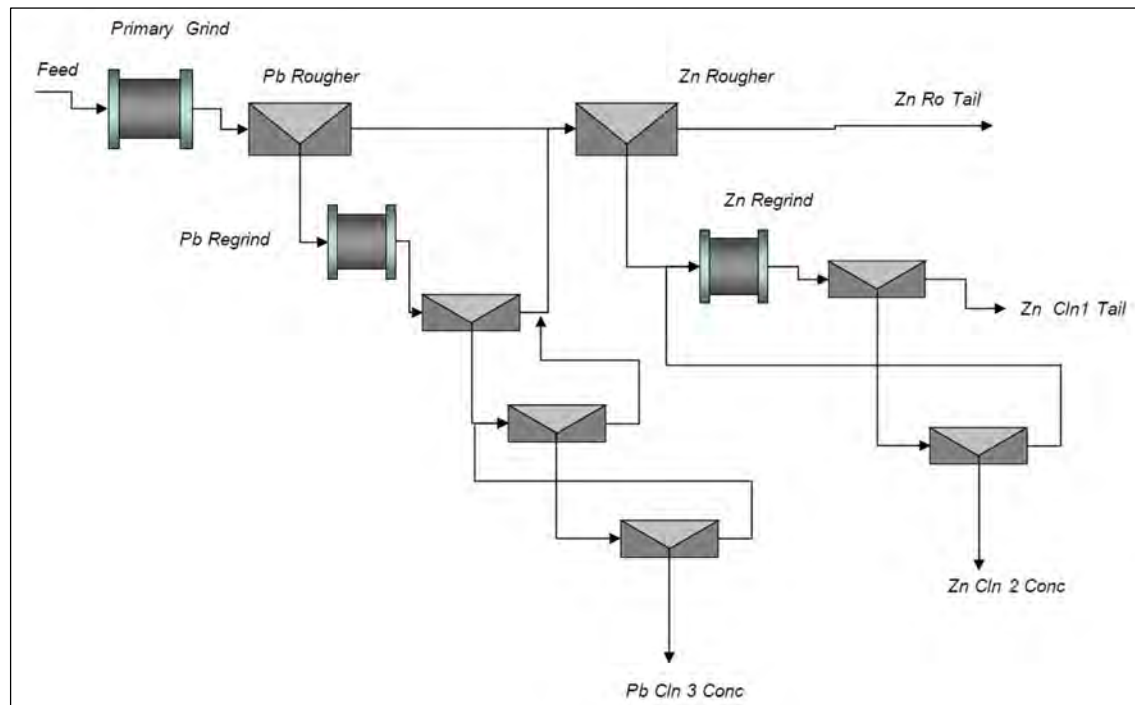 Primary Grind
Feed
Pb Rougher
Zn Rougher
Zn Ro Tail
Pb Regrind
Zn Regrind
Zn Cln1 Tail
Zn Cln 2 Conc
Pb Cln 3 Conc